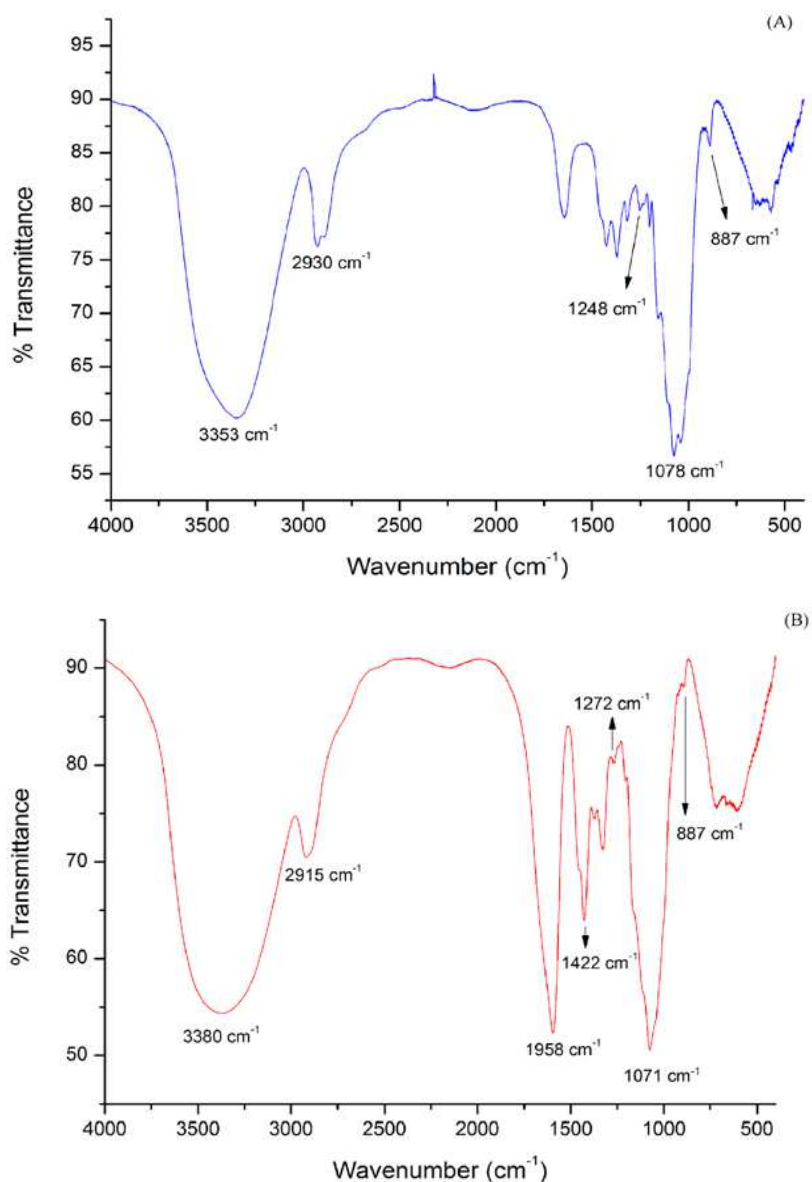 (A)
95
90
85
80
75
70
65
60
55
% Transmittance
2930 cm⁻¹
887 cm⁻¹
1248 cm⁻¹
3353 cm⁻¹
1078 cm⁻¹
4000 3500 3000 2500 2000 1500 1000 500
Wavenumber (cm⁻¹)
(B)
90
80
70
60
50
% Transmittance
1272 cm⁻¹
2915 cm⁻¹
887 cm⁻¹
1422 cm⁻¹
3380 cm⁻¹
1958 cm⁻¹
1071 cm⁻¹
4000 3500 3000 2500 2000 1500 1000 500
Wavenumber (cm⁻¹)